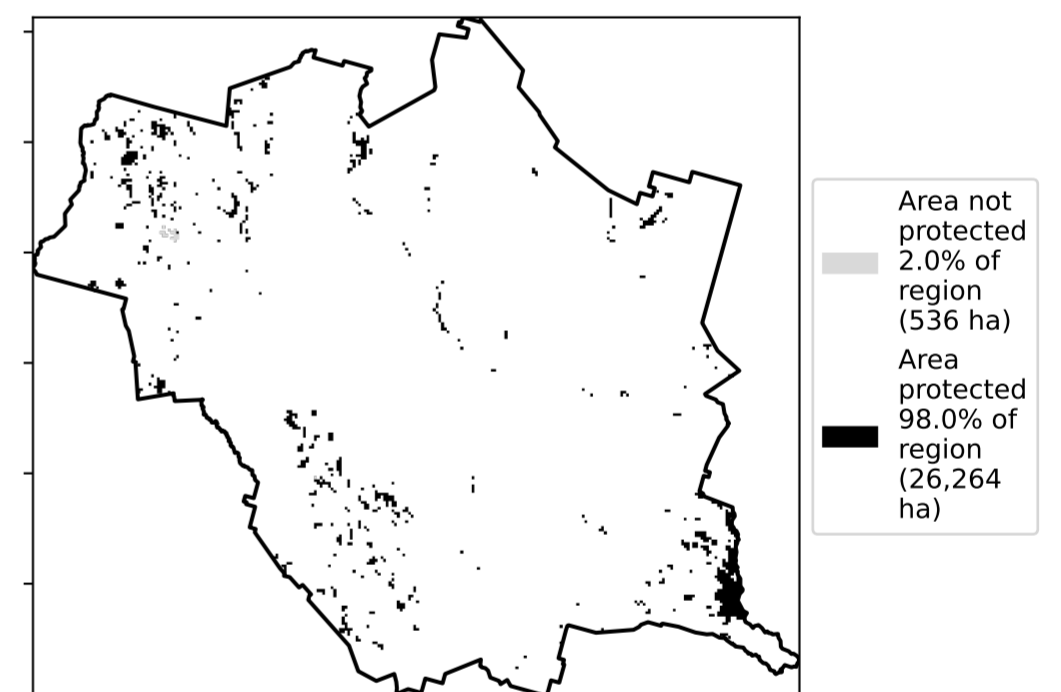 Area not
protected
2.0% of
region
(536 ha)
Area
protected
98.0% of
region
(26,264
ha)